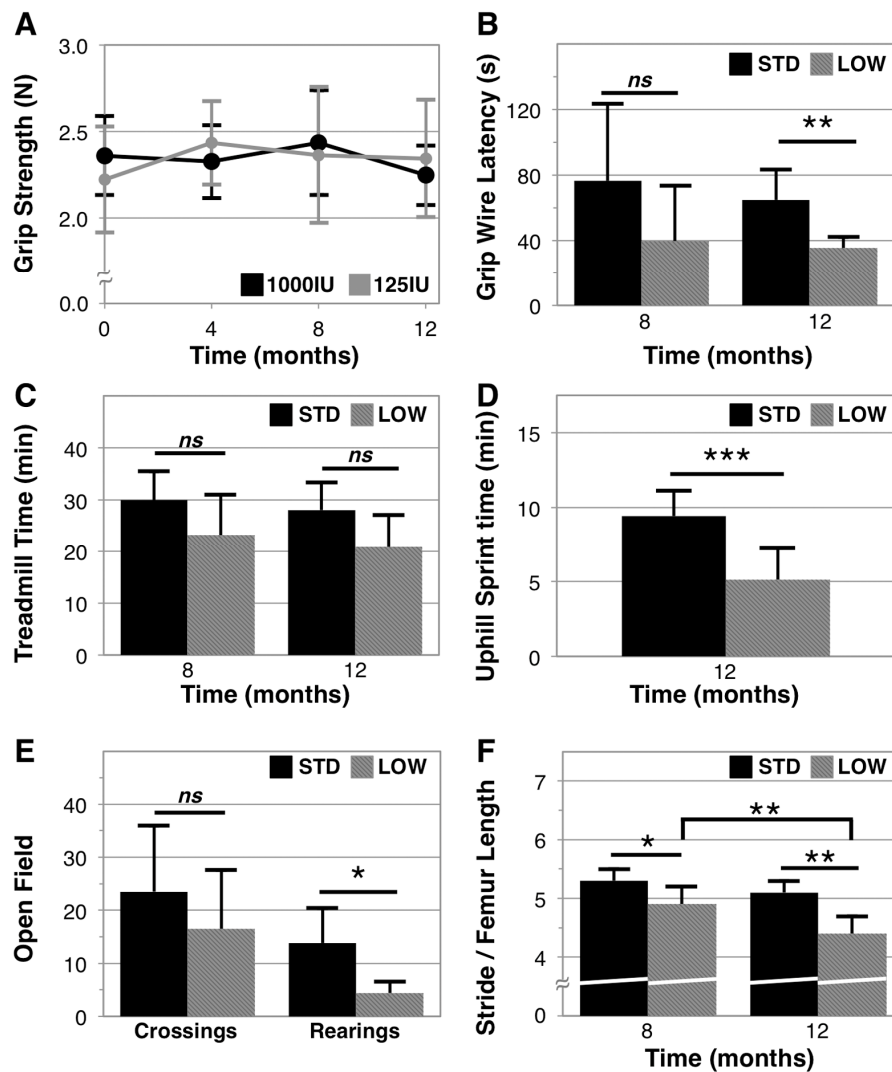 A
Grip Strength (N)
3.0
2.5
2.0
0.0
1000IU 125IU
0 4 8 12
Time (months)
B
Grip Wire Latency (s)
STD LOW
ns
**
120
80
40
0
8 12
Time (months)
C
Treadmill Time (min)
STD LOW
ns
ns
40
30
20
10
0
8 12
Time (months)
D
Uphill Sprint time (min)
STD LOW
***
15
10
5
0
12
Time (months)
E
Open Field
STD LOW
ns
*
40
30
20
10
0
Crossings Rearings
F
Stride / Femur Length
STD LOW
**
*
**
7
6
5
4
0
8 12
Time (months)